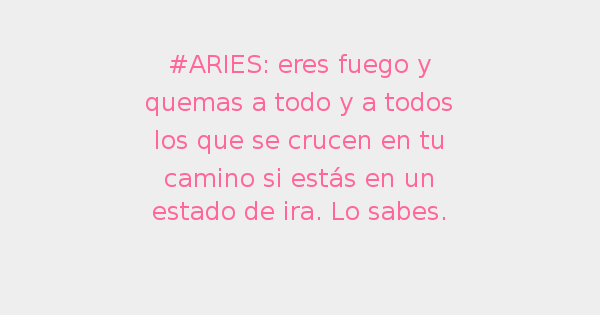 #ARIES: eres fuego y
quemas a todo y a todos
los que se crucen en tu
camino si estás en un
estado de ira. Lo sabes.